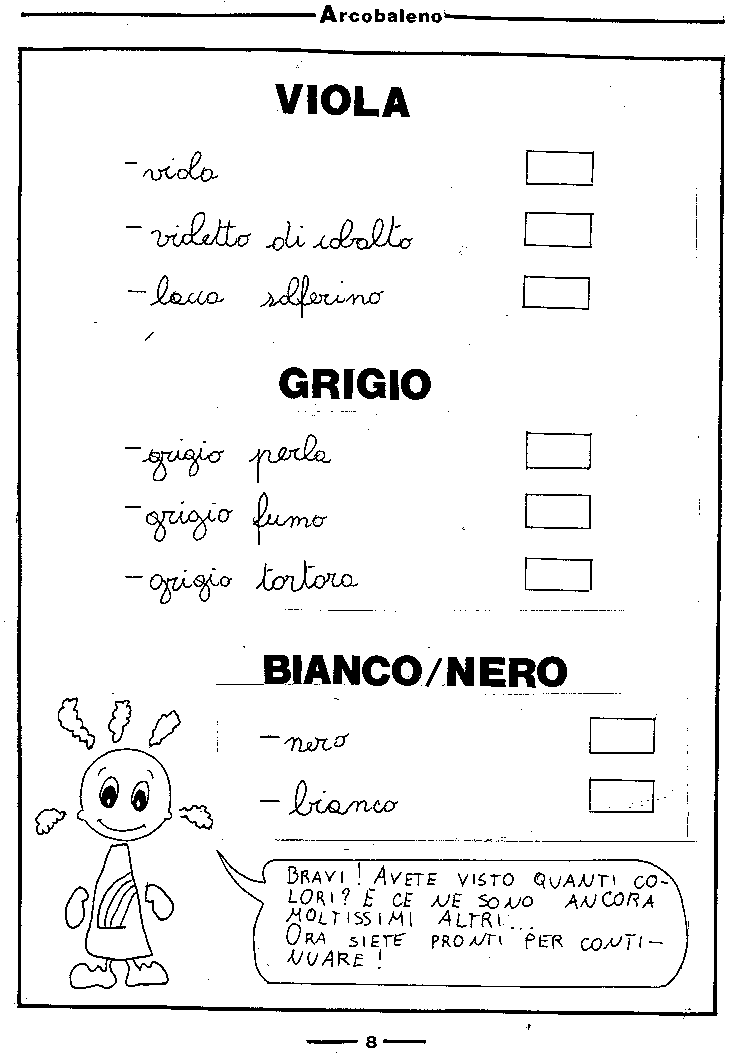 Arcobaleno
VIOLA
- viola
- violetto di cobalto
- lacca solferino
GRIGIO
- grigio perla
- grigio fumo
- grigio tortora
BIANCO/NERO
- nero
- bianco
BRAVI! AVETE VISTO QUANTI CO-
LORI? E CE NE SONO ANCORA
MOLTISSIMI ALTRI...
ORA SIETE PRONTI PER CONTI-
NUARE!
8